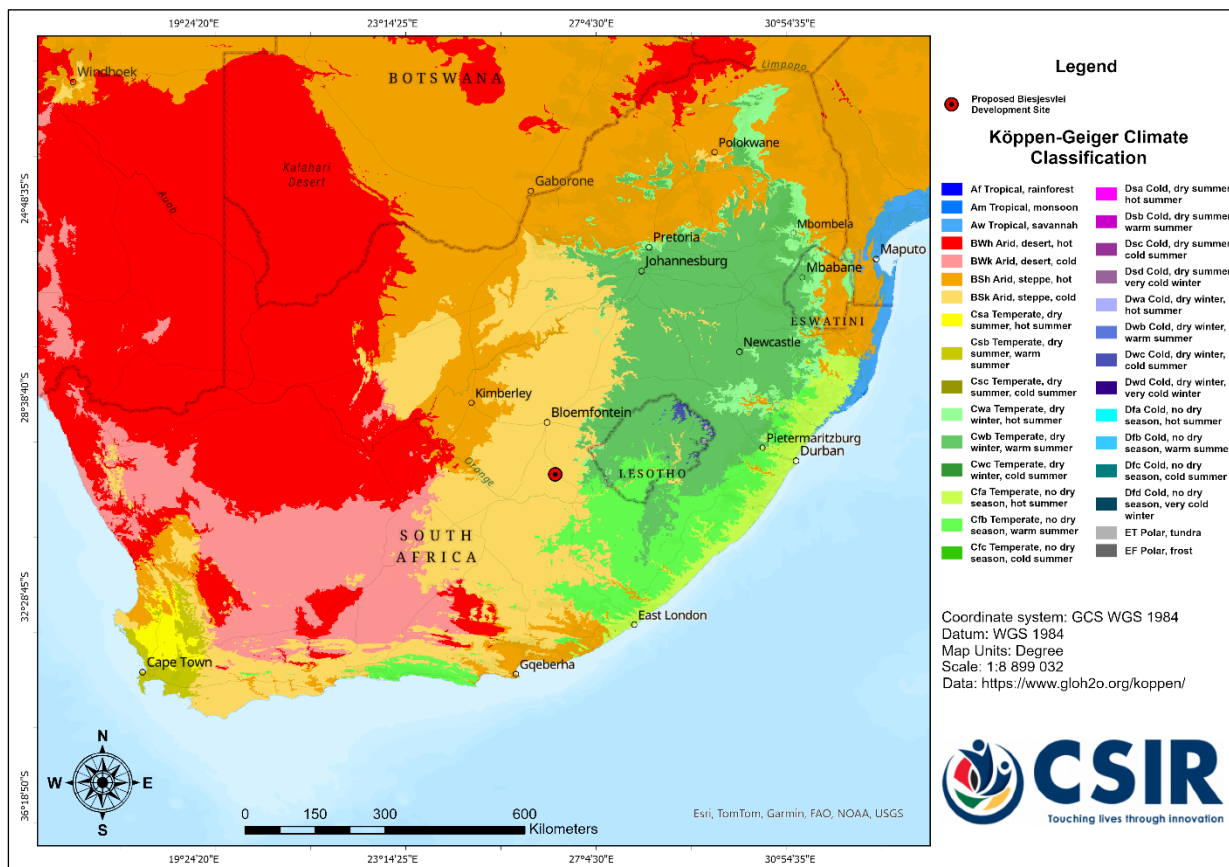 19°24'20"E 23°14'25"E 27°4'30"E 30°54'35"E
24°48'35"S
28°38'40"S
32°28'45"S
36°18'50"S
Windhoek
BOTSWANA
Limpopo
Polokwane
Kalahari
Desert
Auob
Gaborone
Mbombela
Pretoria
Maputo
Johannesburg
Mbabane
ESWATINI
Newcastle
Kimberley
Bloemfontein
Pietermaritzburg
Durban
Orange
LESOTHO
SOUTH
AFRICA
East London
Cape Town
Gqeberha
N
W E
S
0 150 300 600
Kilometers
Esri, TomTom, Garmin, FAO, NOAA, USGS
19°24'20"E 23°14'25"E 27°4'30"E 30°54'35"E
Legend
Proposed Biesjesvlei
Development Site
Köppen-Geiger Climate
Classification
Af Tropical, rainforest
Am Tropical, monsoon
Aw Tropical, savannah
BWh Arid, desert, hot
BWk Arid, desert, cold
BSh Arid, steppe, hot
BSk Arid, steppe, cold
Csa Temperate, dry
summer, hot summer
Csb Temperate, dry
summer, warm
summer
Csc Temperate, dry
summer, cold summer
Cwa Temperate, dry
winter, hot summer
Cwb Temperate, dry
winter, warm summer
Cwc Temperate, dry
winter, cold summer
Cfa Temperate, no dry
season, hot summer
Cfb Temperate, no dry
season, warm summer
Cfc Temperate, no dry
season, cold summer
Dsa Cold, dry summer,
hot summer
Dsb Cold, dry summer,
warm summer
Dsc Cold, dry summer,
cold summer
Dsd Cold, dry summer,
very cold winter
Dwa Cold, dry winter,
hot summer
Dwb Cold, dry winter,
warm summer
Dwc Cold, dry winter,
cold summer
Dwd Cold, dry winter,
very cold winter
Dfa Cold, no dry
season, hot summer
Dfb Cold, no dry
season, warm summer
Dfc Cold, no dry
season, cold summer
Dfd Cold, no dry
season, very cold
winter
ET Polar, tundra
EF Polar, frost
Coordinate system: GCS WGS 1984
Datum: WGS 1984
Map Units: Degree
Scale: 1:8 899 032
Data: https://www.gloh2o.org/koppen/
CSIR
Touching lives through innovation